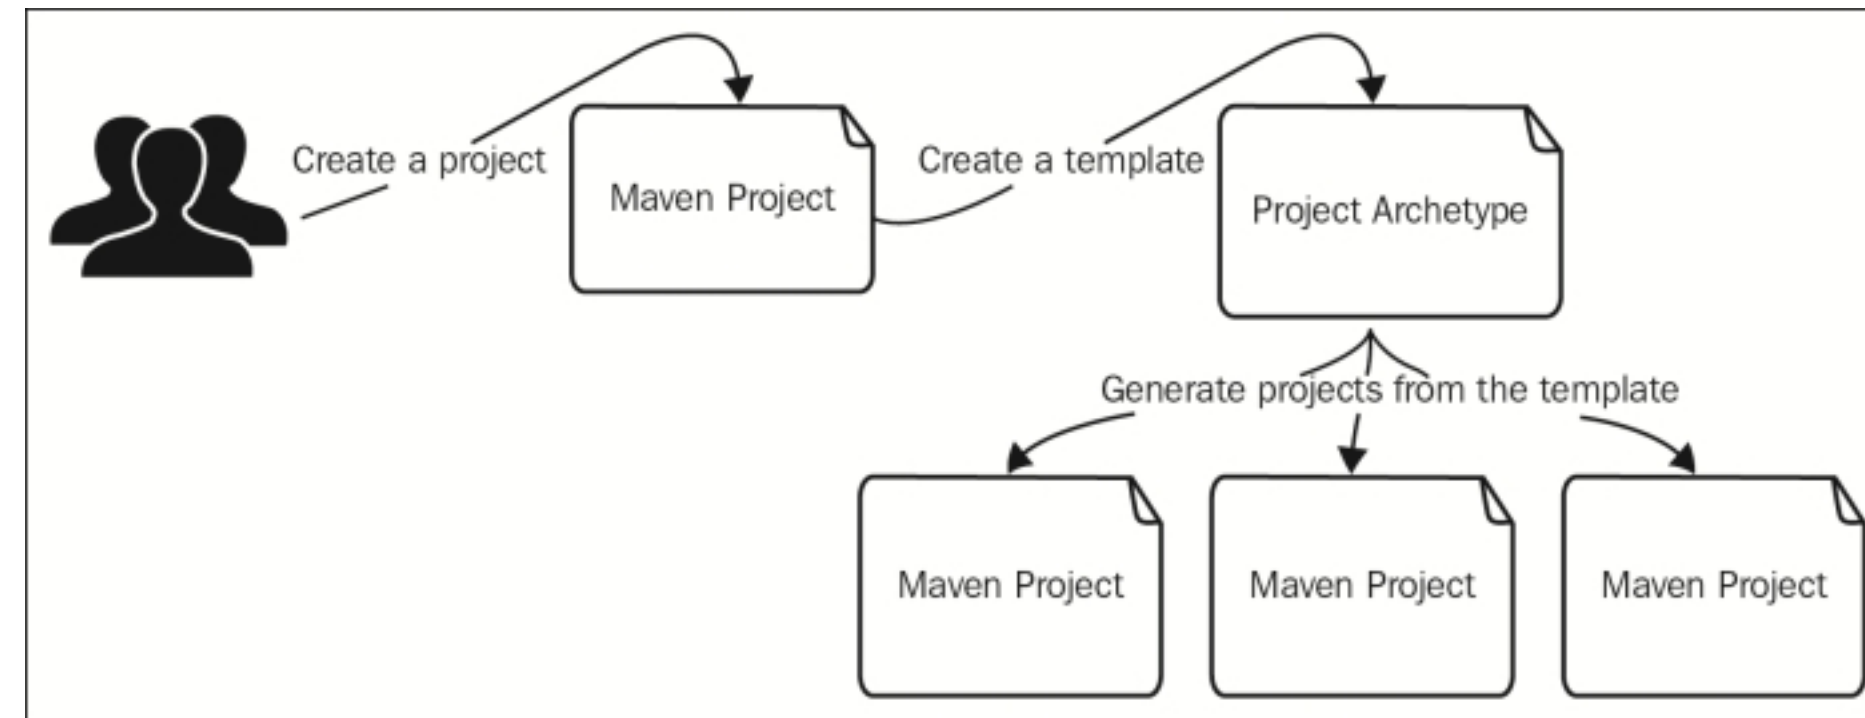 Create a project
Maven Project
Create a template
Project Archetype
Generate projects from the template
Maven Project
Maven Project
Maven Project